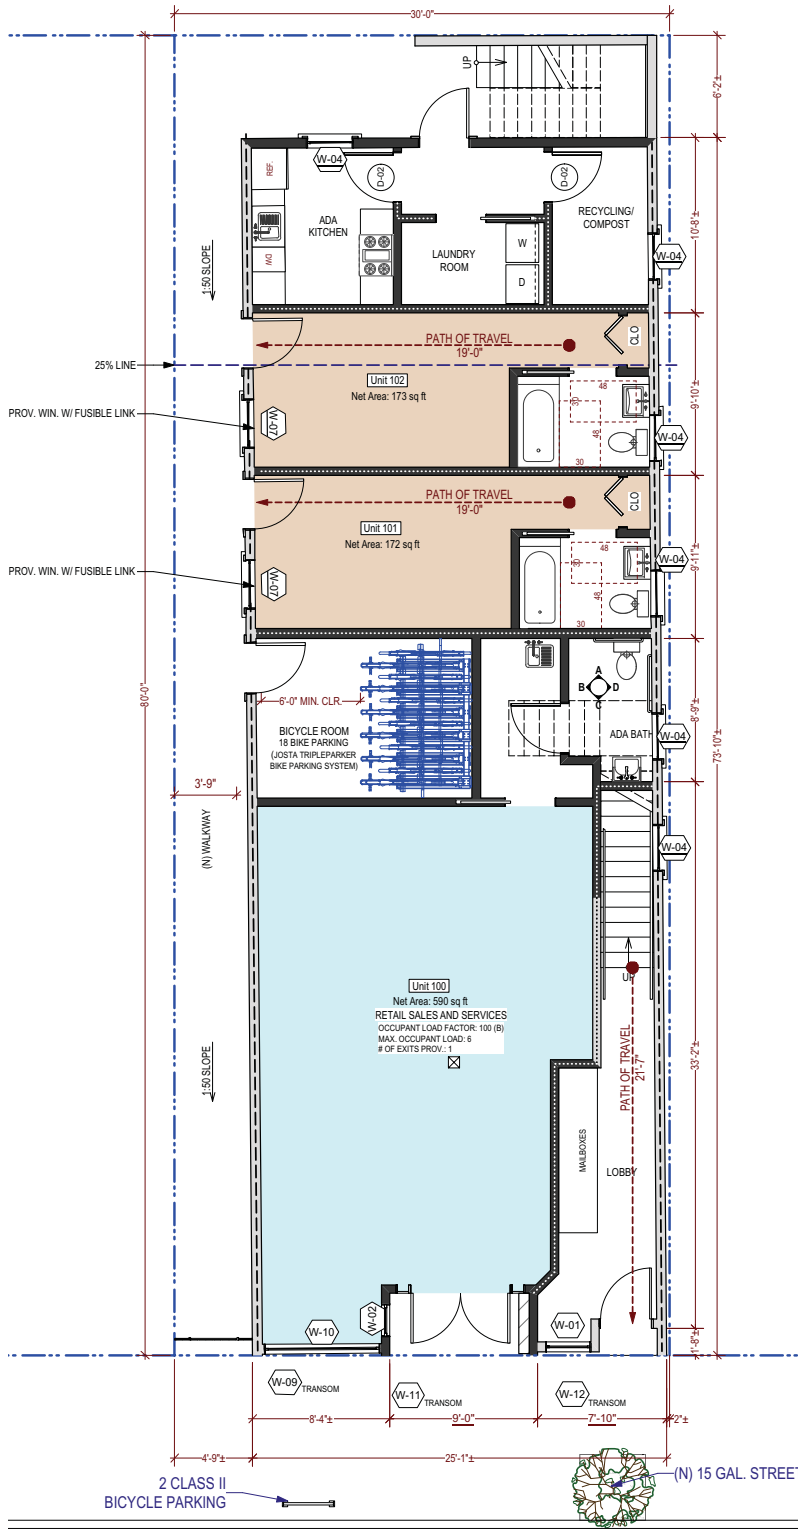 30'-0"
UP
6'-2"±
REF.
W-04
D-02
D-02
ADA
KITCHEN
RECYCLING/
COMPOST
10'-8"±
W
LAUNDRY
ROOM
DW
D
W-04
1:50 SLOPE
PATH OF TRAVEL
19'-0"
CLO
25% LINE
Unit 102
Net Area: 173 sq ft
48
30
48
30
9'-10"±
PROV. WIN. W/ FUSIBLE LINK
W-07
W-04
PATH OF TRAVEL
19'-0"
CLO
Unit 101
Net Area: 172 sq ft
48
30
48
30
9'-11"±
W-04
PROV. WIN. W/ FUSIBLE LINK
W-07
80'-0"
6'-0" MIN. CLR.
A
B
D
C
8'-9"±
BICYCLE ROOM
18 BIKE PARKING
(JOSTA TRIPLEPARKER
BIKE PARKING SYSTEM)
ADA BATH
W-04
73'-10"±
3'-9"
(N) WALKWAY
W-04
UP
Unit 100
Net Area: 590 sq ft
RETAIL SALES AND SERVICES
OCCUPANT LOAD FACTOR: 100 (B)
MAX. OCCUPANT LOAD: 6
# OF EXITS PROV.: 1
PATH OF TRAVEL
21'-7"
33'-2"±
1:50 SLOPE
MAILBOXES
LOBBY
W-02
W-10
W-01
1'-8"±
W-09
TRANSOM
W-11
TRANSOM
W-12
TRANSOM
8'-4"±
9'-0"
7'-10"
2"±
4'-9"±
25'-1"±
2 CLASS II
BICYCLE PARKING
(N) 15 GAL. STREET